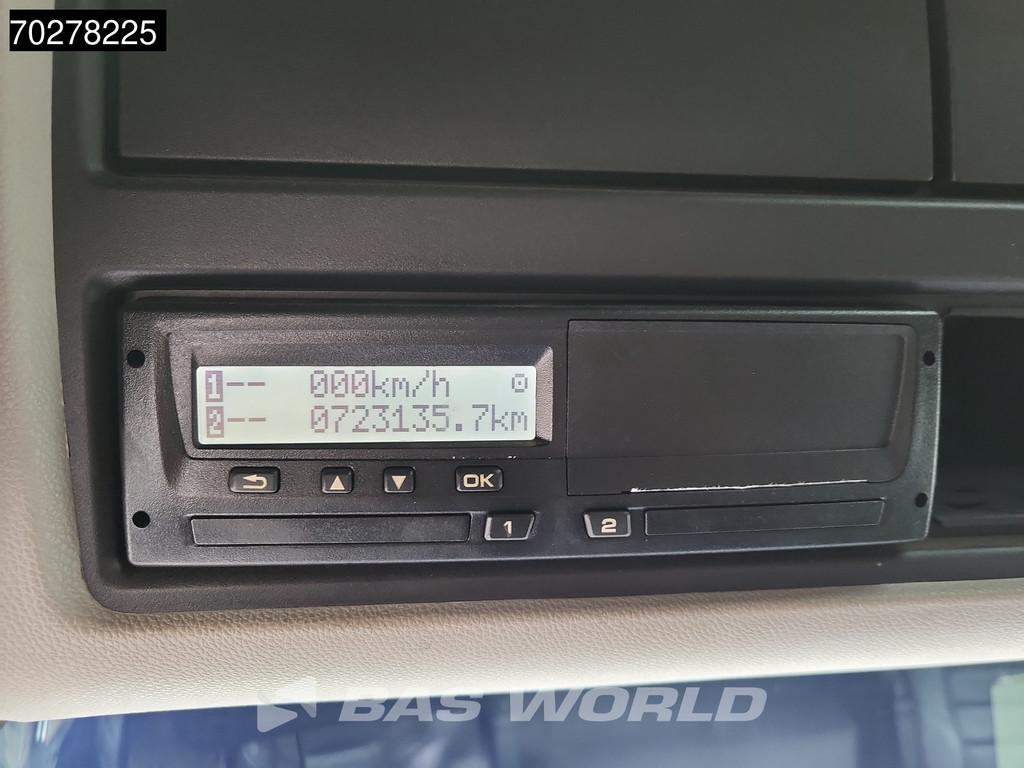 70278225
1-- 000km/h
2-- 0723135.7km
OK
1 2
BAS WORLD